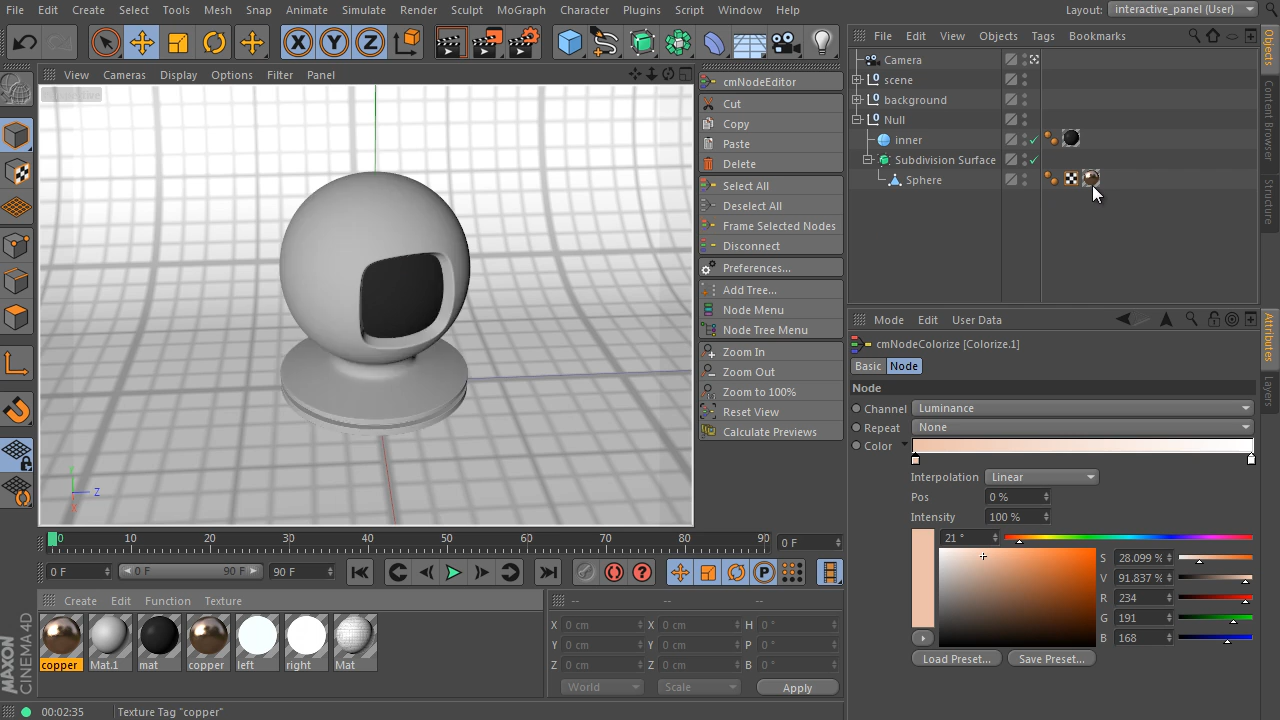 File Edit Create Select Tools Mesh Snap Animate Simulate Render Sculpt MoGraph Character Plugins Script Window Help
Layout: interactive_panel (User)
X Y Z
View Cameras Display Options Filter Panel
cmNodeEditor
Cut
Copy
Paste
Delete
Select All
Deselect All
Frame Selected Nodes
Disconnect
Preferences...
Add Tree...
Node Menu
Node Tree Menu
Zoom In
Zoom Out
Zoom to 100%
Reset View
Calculate Previews
File Edit View Objects Tags Bookmarks
Camera
scene
background
Null
inner
Subdivision Surface
Sphere
Objects
Content Browser
Structure
Mode Edit User Data
cmNodeColorize [Colorize.1]
Basic Node
Node
Channel Luminance
Repeat None
Color
Interpolation Linear
Pos 0 %
Intensity 100 %
21 °
S 28.099 %
V 91.837 %
R 234
G 191
B 168
Load Preset... Save Preset...
Attributes
Layers
Y
Z
X
0 10 20 30 40 50 60 70 80 90 0 F
0 F 0 F 90 F 90 F
P
Create Edit Function Texture
copper Mat.1 mat copper left right Mat
-- -- --
X 0 cm X 0 cm H 0 °
Y 0 cm Y 0 cm P 0 °
Z 0 cm Z 0 cm B 0 °
World Scale Apply
MAXON
CINEMA 4D
00:02:35 Texture Tag "copper"